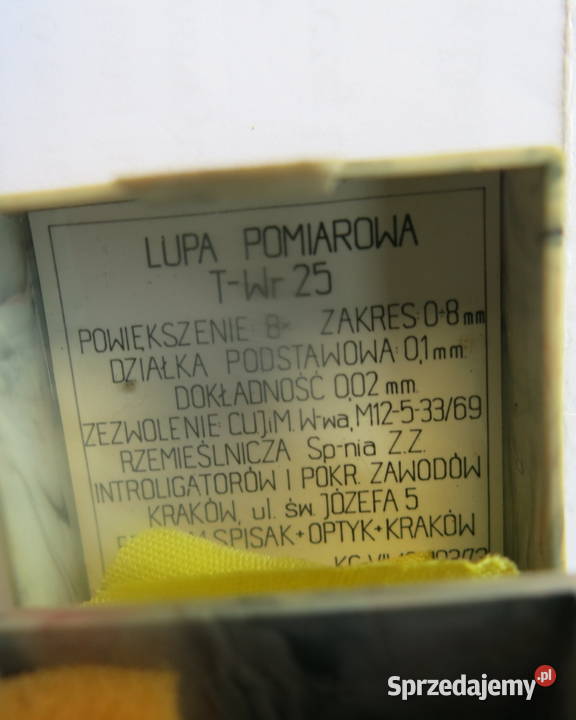 LUPA POMIAROWA
T-Wr 25
POWIĘKSZENIE: 8× ZAKRES: 0÷8 mm
DZIAŁKA PODSTAWOWA: 0,1 mm
DOKŁADNOŚĆ 0,02 mm
ZEZWOLENIE: CUJiM. W-wa, M12-5-33/69
RZEMIEŚLNICZA Sp-nia Z.Z.
INTROLIGATORÓW I POKR. ZAWODÓW
KRAKÓW, ul. św. JÓZEFA 5
SPISAK+OPTYK+KRAKÓW
Sprzedajemy.pl